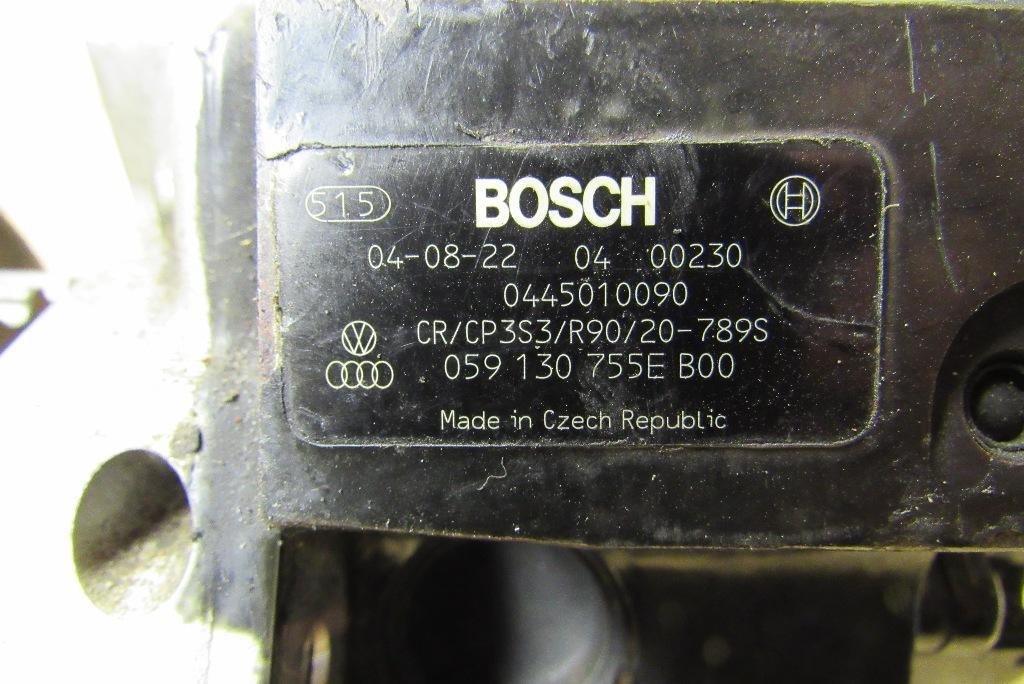 515 BOSCH
04-08-22 04 00230
0445010090
CR/CP3S3/R90/20-789S
059 130 755E B00
Made in Czech Republic